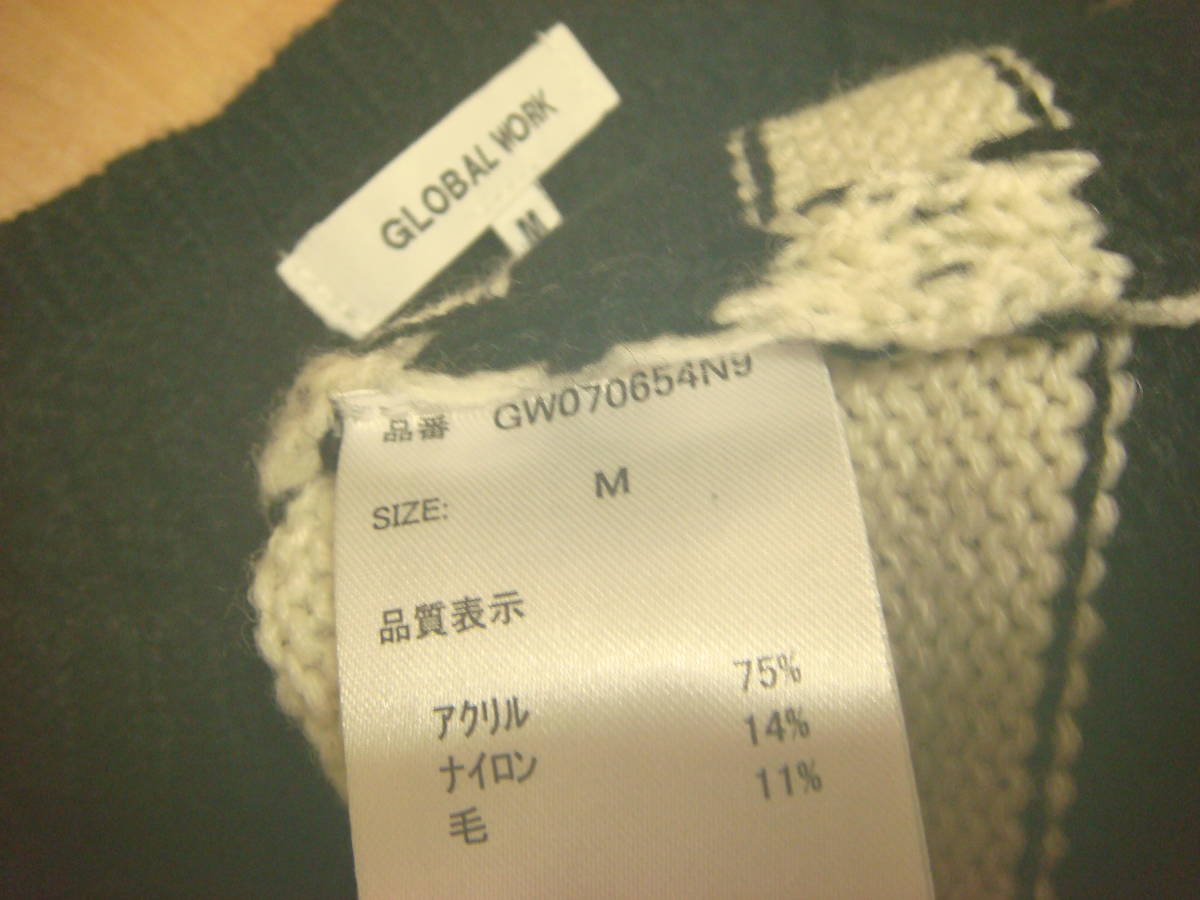 GLOBAL WORK
M
品番 GW070654N9
SIZE: M
品質表示
アクリル 75%
ナイロン 14%
毛 11%